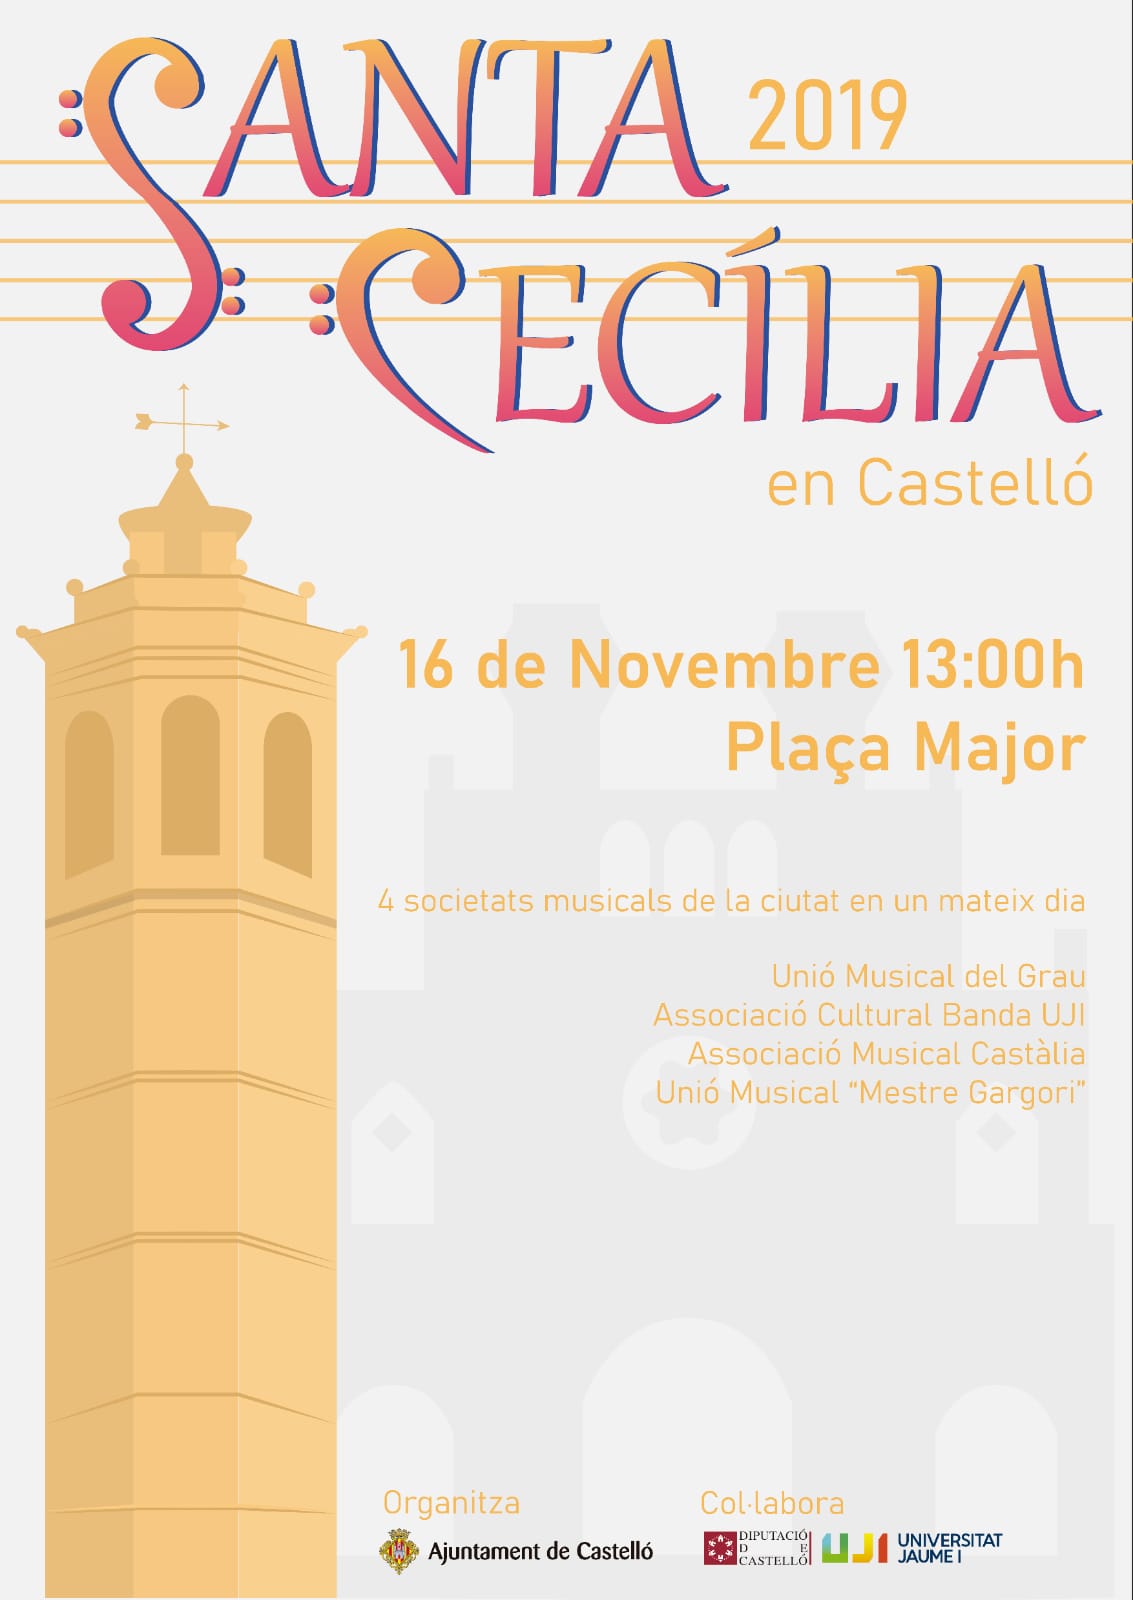 SANTA 2019
CECÍLIA
en Castelló
16 de Novembre 13:00h
Plaça Major
4 societats musicals de la ciutat en un mateix dia
Unió Musical del Grau
Associació Cultural Banda UJI
Associació Musical Castàlia
Unió Musical “Mestre Gargori”
Organitza
Ajuntament de Castelló
Col·labora
DIPUTACIÓ
D E
CASTELLÓ
UJI
UNIVERSITAT
JAUME I